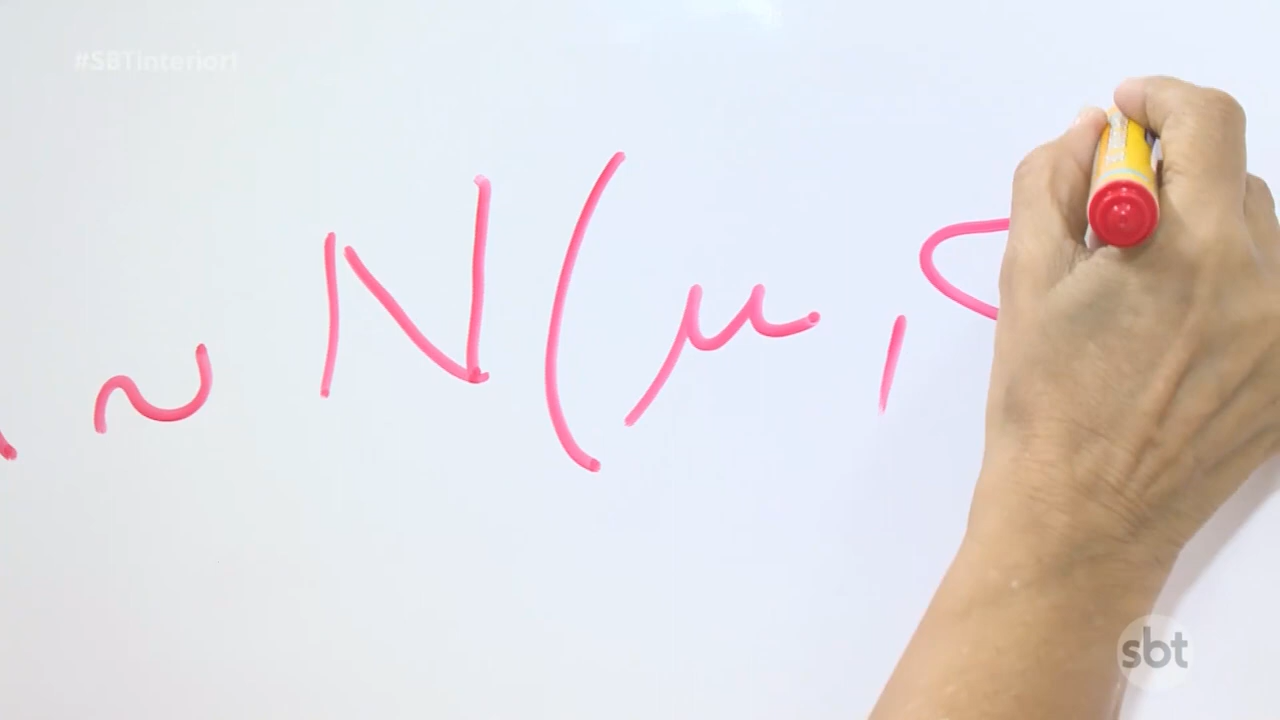 #SBTInterior1
~ N(μ,
sbt